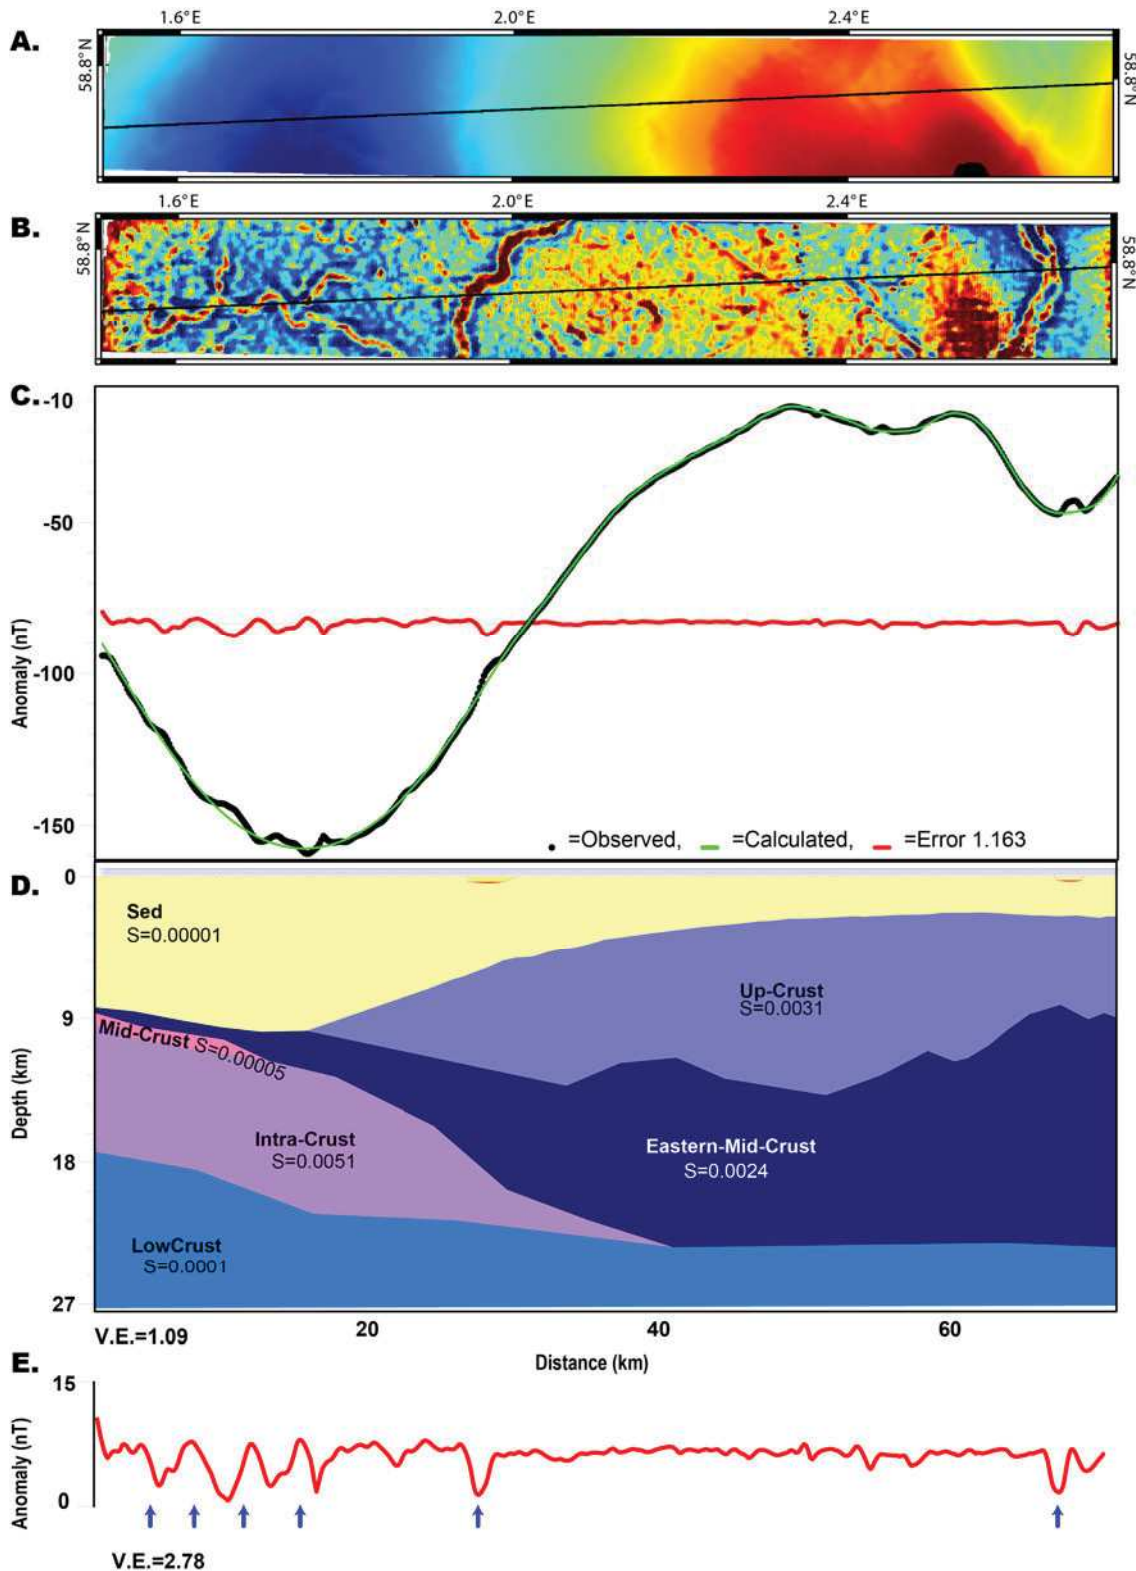 1.6°E 2.0°E 2.4°E
A.
58.8°N 58.8°N
1.6°E 2.0°E 2.4°E
B.
58.8°N 58.8°N
C.
-10
-50
-100
-150
Anomaly (nT)
=Observed, =Calculated, =Error 1.163
D.
0
9
18
27
Depth (km)
Sed
S=0.00001
Up-Crust
S=0.0031
Mid-Crust S=0.00005
Intra-Crust
S=0.0051
Eastern-Mid-Crust
S=0.0024
LowCrust
S=0.0001
V.E.=1.09
20 40 60
Distance (km)
E.
15
0
Anomaly (nT)
V.E.=2.78